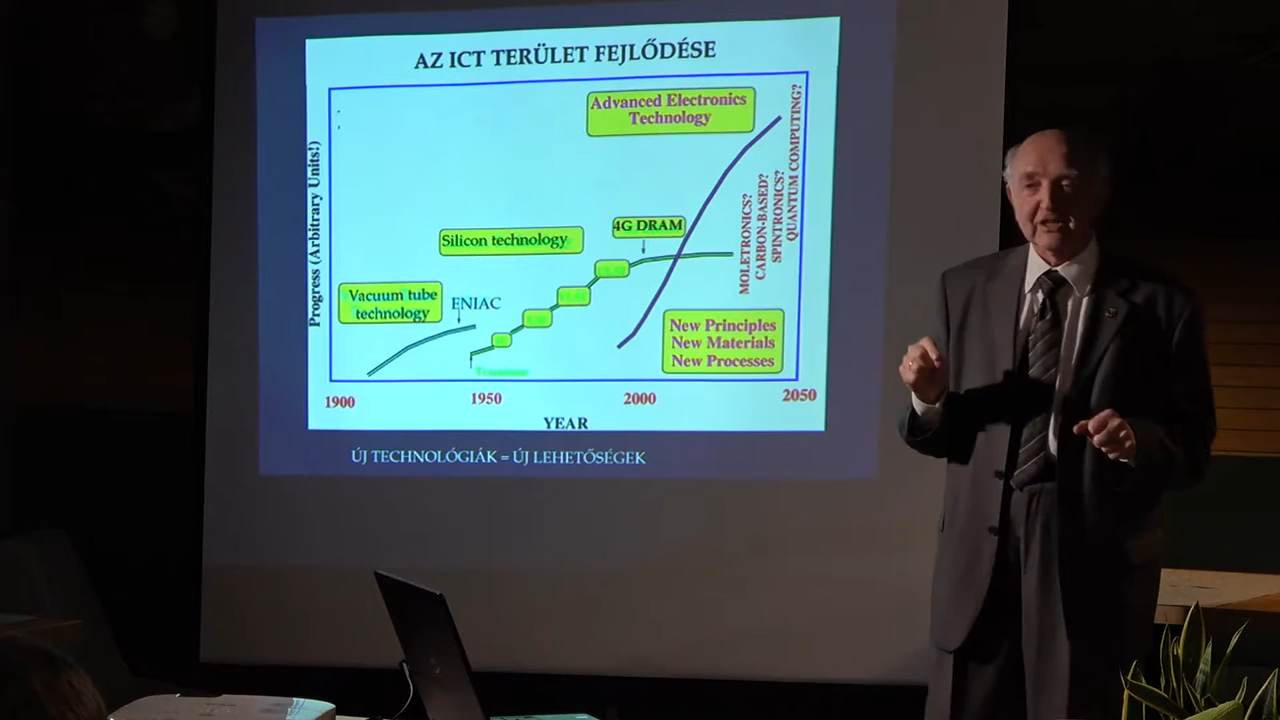 AZ ICT TERÜLET FEJLŐDÉSE
Progress (Arbitrary Units!)
Advanced Electronics
Technology
4G DRAM
Silicon technology
Vacuum tube
technology
ENIAC
New Principles
New Materials
New Processes
MOLETRONICS?
CARBON-BASED?
SPINTRONICS?
QUANTUM COMPUTING?
1900
1950
2000
2050
YEAR
ÚJ TECHNOLÓGIÁK = ÚJ LEHETŐSÉGEK